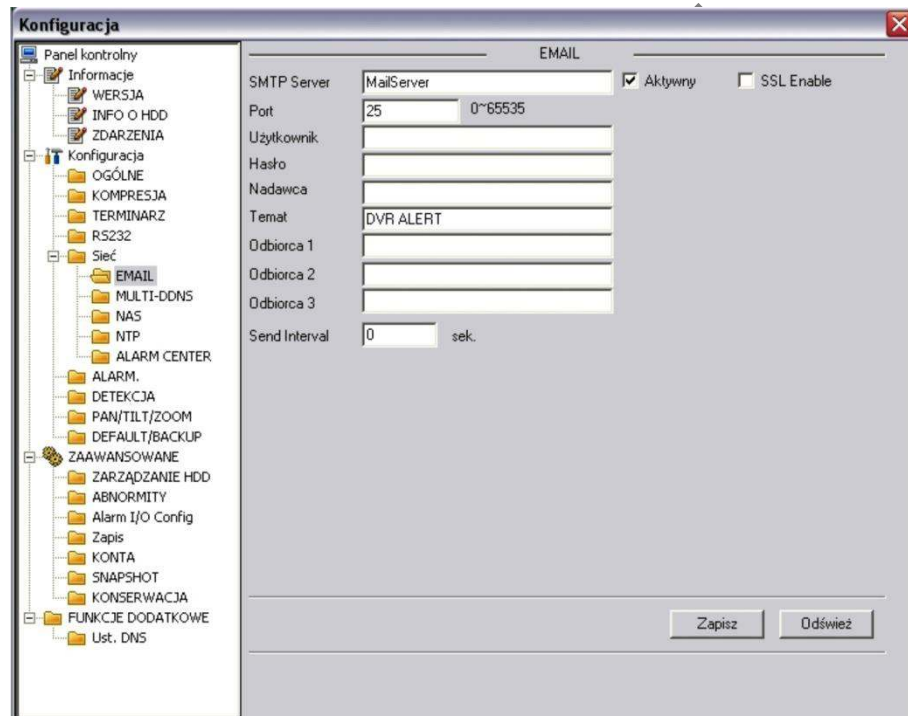 Konfiguracja
Panel kontrolny
Informacje
WERSJA
INFO O HDD
ZDARZENIA
Konfiguracja
OGÓLNE
KOMPRESJA
TERMINARZ
RS232
Sieć
EMAIL
MULTI-DDNS
NAS
NTP
ALARM CENTER
ALARM.
DETEKCJA
PAN/TILT/ZOOM
DEFAULT/BACKUP
ZAAWANSOWANE
ZARZĄDZANIE HDD
ABNORMITY
Alarm I/O Config
Zapis
KONTA
SNAPSHOT
KONSERWACJA
FUNKCJE DODATKOWE
Ust. DNS
EMAIL
SMTP Server MailServer Aktywny SSL Enable
Port 25 0~65535
Użytkownik
Hasło
Nadawca
Temat DVR ALERT
Odbiorca 1
Odbiorca 2
Odbiorca 3
Send Interval 0 sek.
Zapisz Odśwież